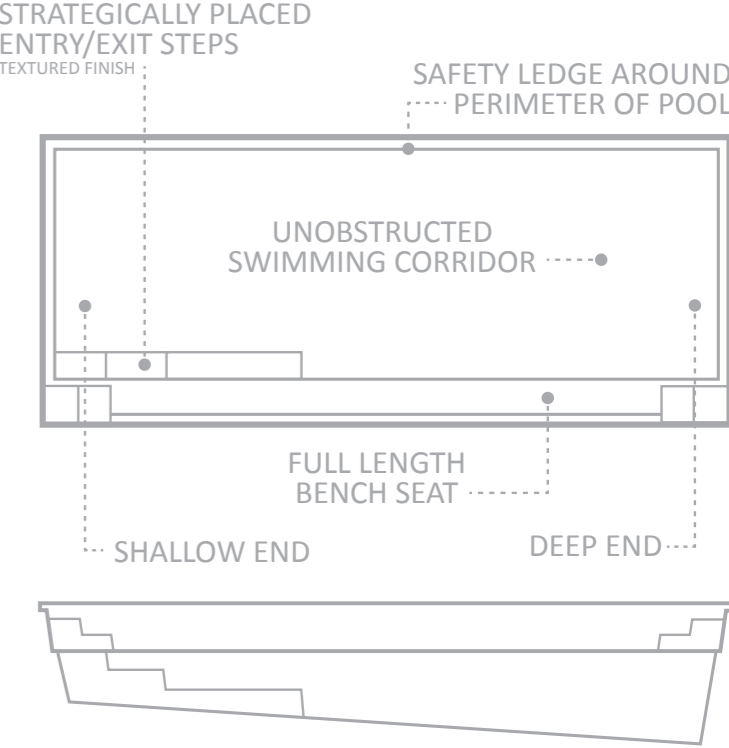 STRATEGICALLY PLACED
ENTRY/EXIT STEPS
TEXTURED FINISH
SAFETY LEDGE AROUND
PERIMETER OF POOL
UNOBSTRUCTED
SWIMMING CORRIDOR
FULL LENGTH
BENCH SEAT
SHALLOW END
DEEP END